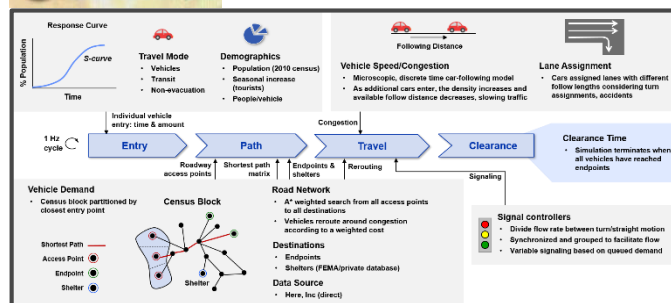 Response Curve
% Population
S-curve
Time
Travel Mode
• Vehicles
• Transit
• Non-evacuation
Demographics
• Population (2010 census)
• Seasonal increase
(tourists)
• People/vehicle
Following Distance
Vehicle Speed/Congestion
• Microscopic, discrete time car-following model
• As additional cars enter, the density increases and
available follow distance decreases, slowing traffic
Lane Assignment
• Cars assigned lanes with different
follow lengths considering turn
assignments, accidents
Individual vehicle
entry: time & amount
Congestion
1 Hz
cycle
Entry
Path
Travel
Clearance
Clearance Time
• Simulation terminates when
all vehicles have reached
endpoints
Roadway
access points
Shortest path
matrix
Endpoints &
shelters
Rerouting
Signaling
Vehicle Demand
• Census block partitioned by
closest entry point
Census Block
Shortest Path
Access Point
Endpoint
Shelter
Shelter
Road Network
• A* weighted search from all access points
to all destinations
• Vehicles reroute around congestion
according to a weighted cost
Destinations
• Endpoints
• Shelters (FEMA/private database)
Data Source
• Here, Inc (direct)
Signal controllers
• Divide flow rate between turn/straight motion
• Synchronized and grouped to facilitate flow
• Variable signaling based on queued demand